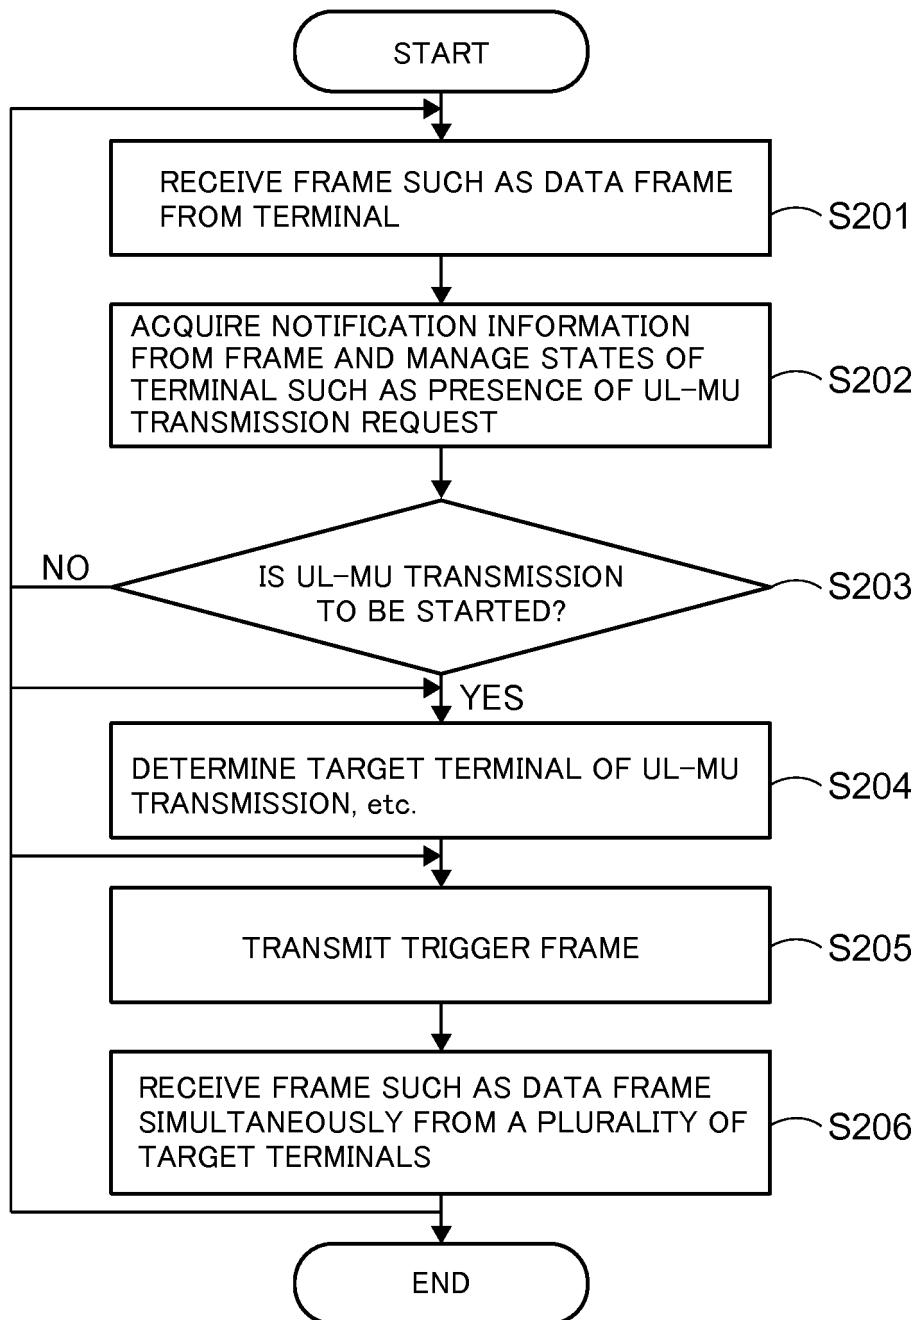 START
RECEIVE FRAME SUCH AS DATA FRAME
FROM TERMINAL
S201
ACQUIRE NOTIFICATION INFORMATION
FROM FRAME AND MANAGE STATES OF
TERMINAL SUCH AS PRESENCE OF UL-MU
TRANSMISSION REQUEST
S202
NO
IS UL-MU TRANSMISSION
TO BE STARTED?
S203
YES
DETERMINE TARGET TERMINAL OF UL-MU
TRANSMISSION, etc.
S204
TRANSMIT TRIGGER FRAME
S205
RECEIVE FRAME SUCH AS DATA FRAME
SIMULTANEOUSLY FROM A PLURALITY OF
TARGET TERMINALS
S206
END